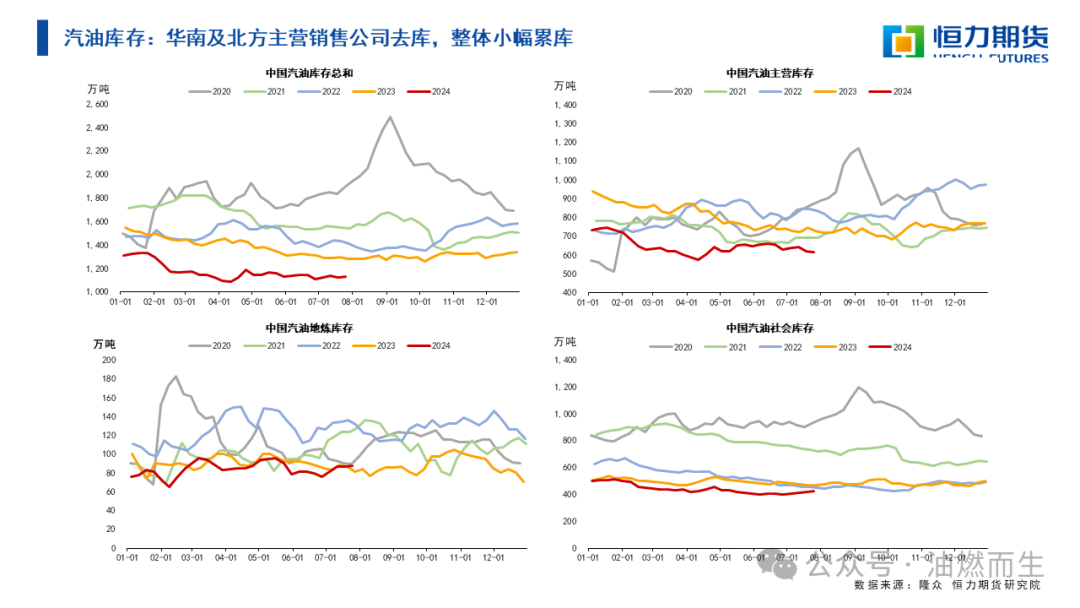 汽油库存：华南及北方主营销售公司去库，整体小幅累库
恒力期货
HENGLI FUTURES
中国汽油库存总和
万吨
2020 2021 2022 2023 2024
2,600
2,400
2,200
2,000
1,800
1,600
1,400
1,200
1,000
01-01 02-01 03-01 04-01 05-01 06-01 07-01 08-01 09-01 10-01 11-01 12-01
中国汽油主营库存
万吨
2020 2021 2022 2023 2024
1,400
1,300
1,200
1,100
1,000
900
800
700
600
500
400
01-01 02-01 03-01 04-01 05-01 06-01 07-01 08-01 09-01 10-01 11-01 12-01
中国汽油地炼库存
万吨
2020 2021 2022 2023 2024
200
180
160
140
120
100
80
60
40
20
0
01-01 02-01 03-01 04-01 05-01 06-01 07-01 08-01 09-01 10-01 11-01 12-01
中国汽油社会库存
万吨
2020 2021 2022 2023 2024
1,400
1,200
1,000
800
600
400
200
0
01-01 02-01 03-01 04-01 05-01 06-01 07-01 08-01 09-01 10-01 11-01 12-01
公众号 · 油燃而生
数据来源：隆众 恒力期货研究院